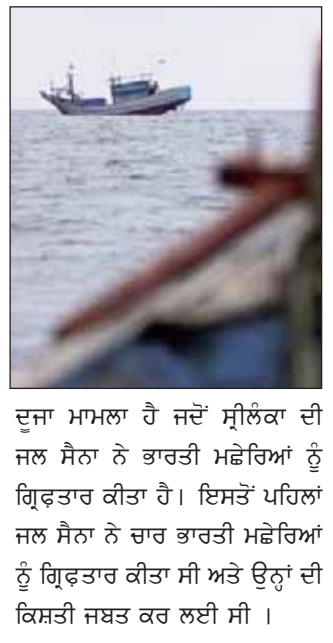 ਦੂਜਾ ਮਾਮਲਾ ਹੈ ਜਦੋਂ ਸ੍ਰੀਲੰਕਾ ਦੀ
ਜਲ ਸੈਨਾ ਨੇ ਭਾਰਤੀ ਮਛੇਰਿਆਂ ਨੂੰ
ਗ੍ਰਿਫ਼ਤਾਰ ਕੀਤਾ ਹੈ। ਇਸਤੋਂ ਪਹਿਲਾਂ
ਜਲ ਸੈਨਾ ਨੇ ਚਾਰ ਭਾਰਤੀ ਮਛੇਰਿਆਂ
ਨੂੰ ਗ੍ਰਿਫ਼ਤਾਰ ਕੀਤਾ ਸੀ ਅਤੇ ਉਨ੍ਹਾਂ ਦੀ
ਕਿਸ਼ਤੀ ਜਬਤ ਕਰ ਲਈ ਸੀ ।